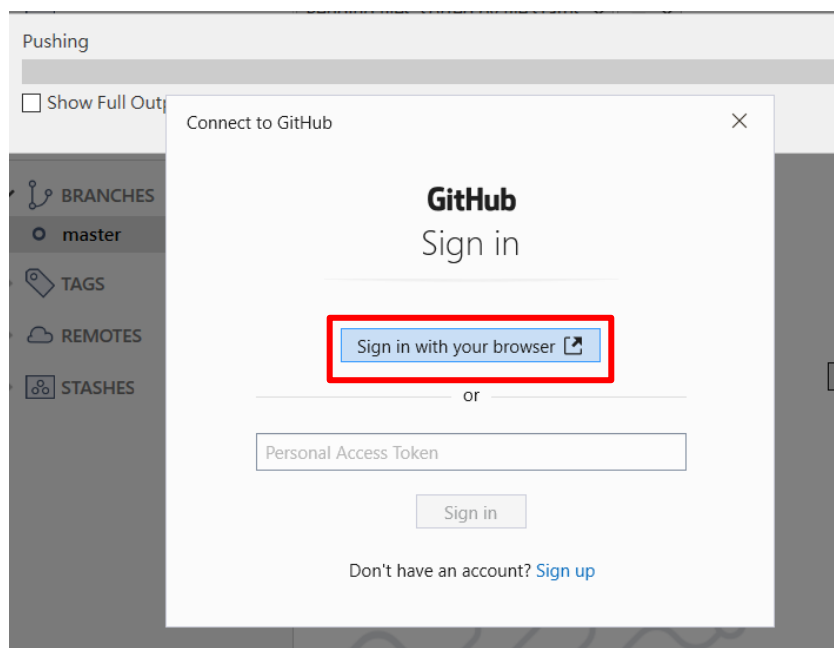 Pushing
Show Full Outp
Connect to GitHub
BRANCHES
master
TAGS
REMOTES
STASHES
GitHub
Sign in
Sign in with your browser
or
Personal Access Token
Sign in
Don't have an account? Sign up